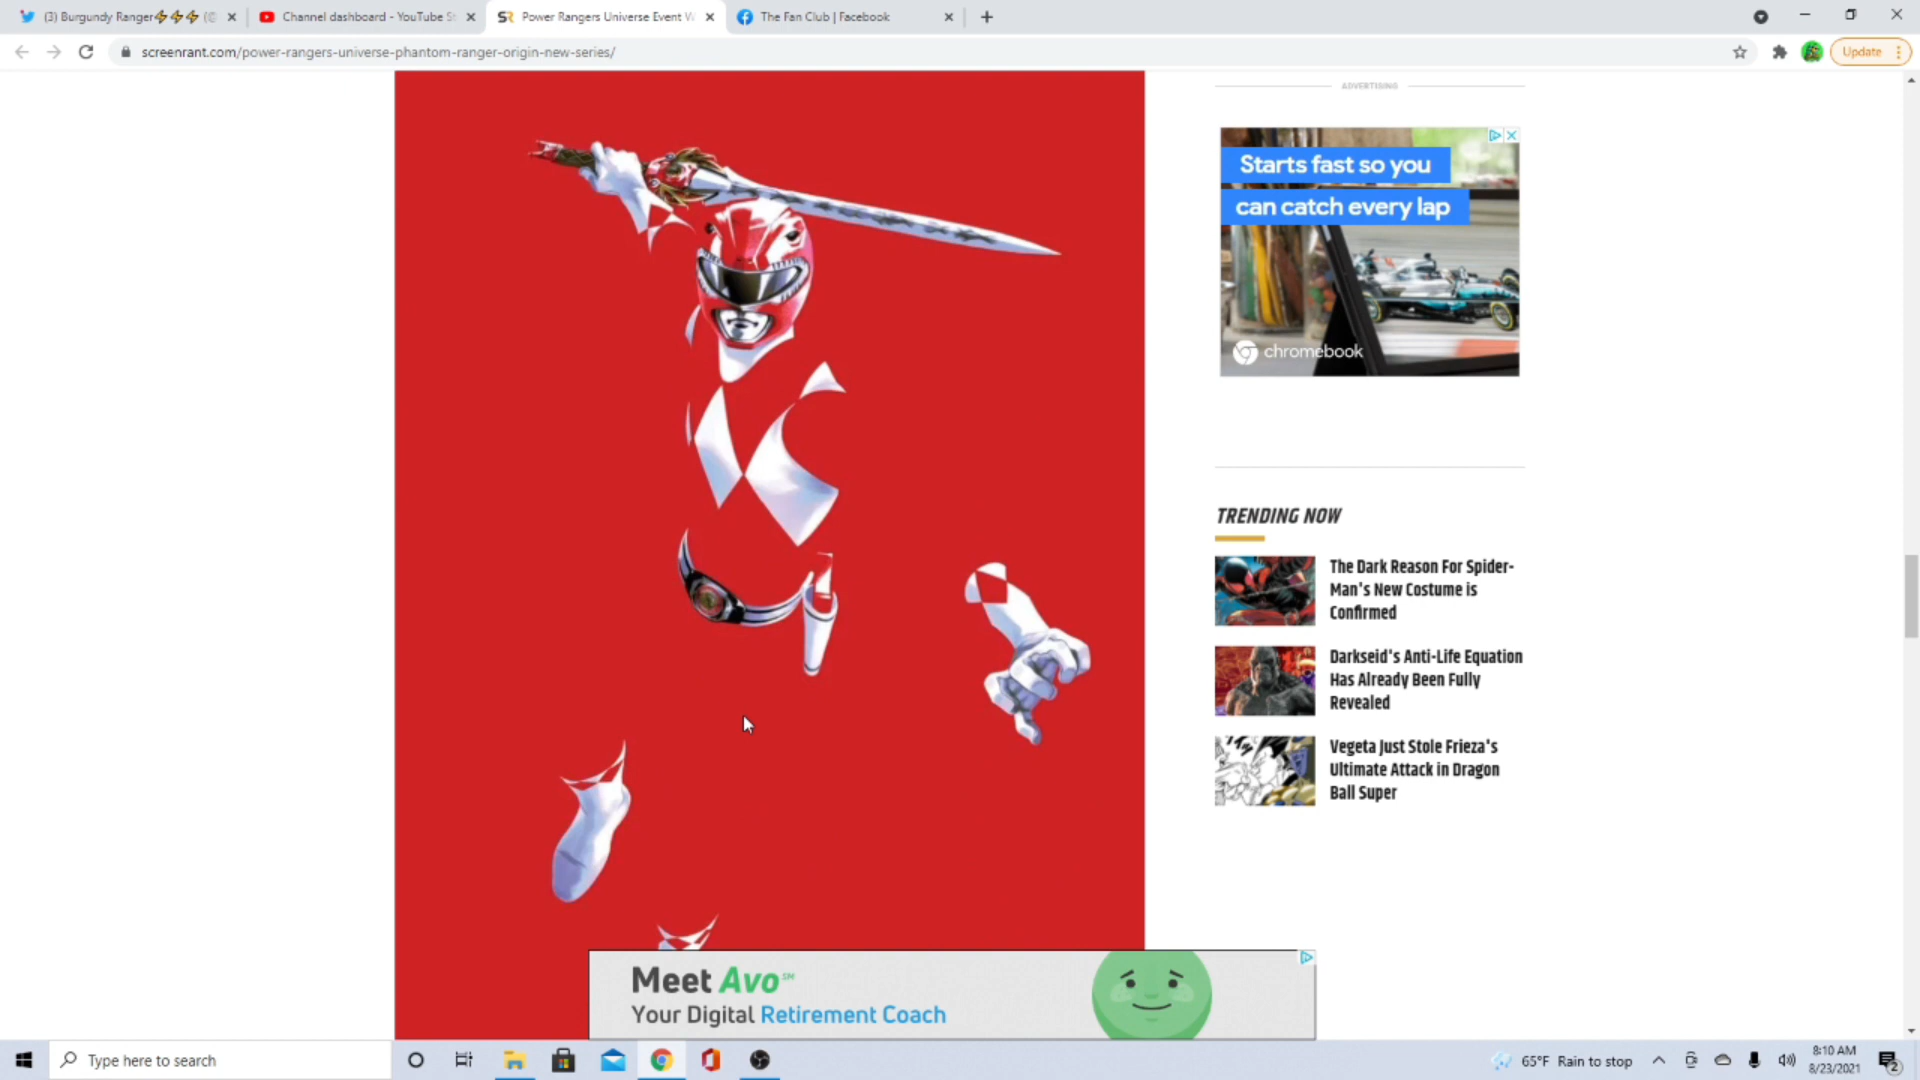 (3) Burgundy Ranger⚡⚡⚡ (@
Channel dashboard - YouTube St
Power Rangers Universe Event W
The Fan Club | Facebook
screenrant.com/power-rangers-universe-phantom-ranger-origin-new-series/
Update
ADVERTISING
Starts fast so you
can catch every lap
chromebook
TRENDING NOW
The Dark Reason For Spider-
Man's New Costume is
Confirmed
Darkseid's Anti-Life Equation
Has Already Been Fully
Revealed
Vegeta Just Stole Frieza's
Ultimate Attack in Dragon
Ball Super
Meet Avo SM
Your Digital Retirement Coach
Type here to search
65°F Rain to stop
8:10 AM
8/23/2021
2